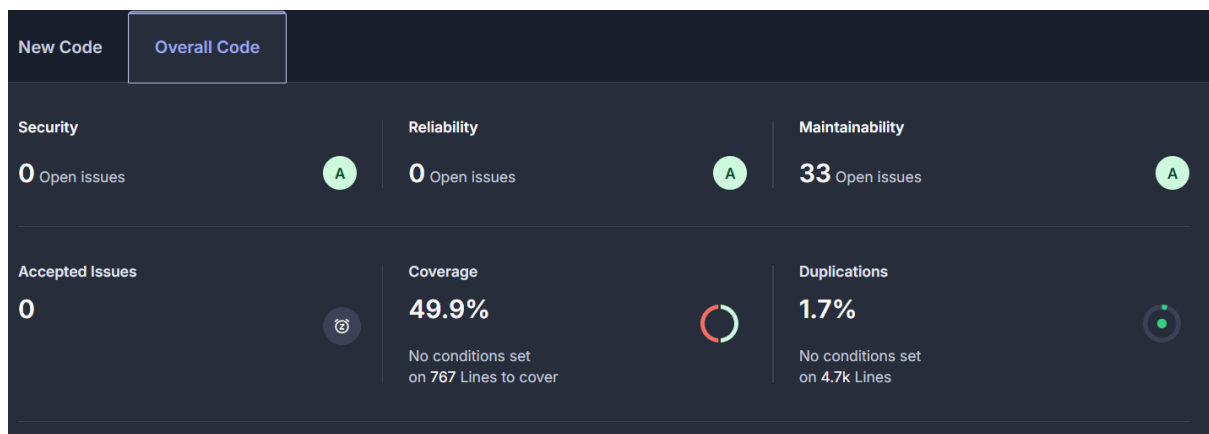 New Code
Overall Code
Security
0 Open issues
A
Reliability
0 Open issues
A
Maintainability
33 Open issues
A
Accepted Issues
0
Coverage
49.9%
No conditions set
on 767 Lines to cover
Duplications
1.7%
No conditions set
on 4.7k Lines